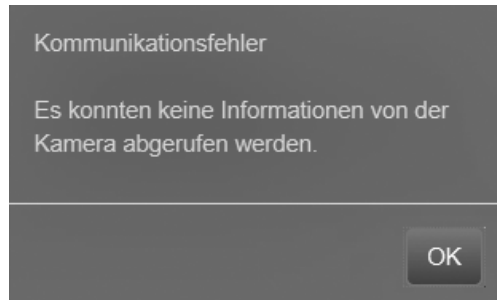 Kommunikationsfehler
Es konnten keine Informationen von der
Kamera abgerufen werden.
OK